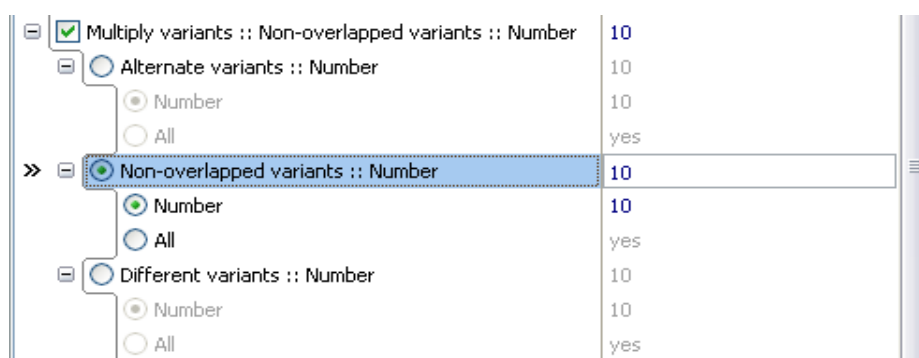 Multiply variants :: Non-overlapped variants :: Number 10
Alternate variants :: Number 10
Number 10
All yes
» Non-overlapped variants :: Number 10
Number 10
All yes
Different variants :: Number 10
Number 10
All yes